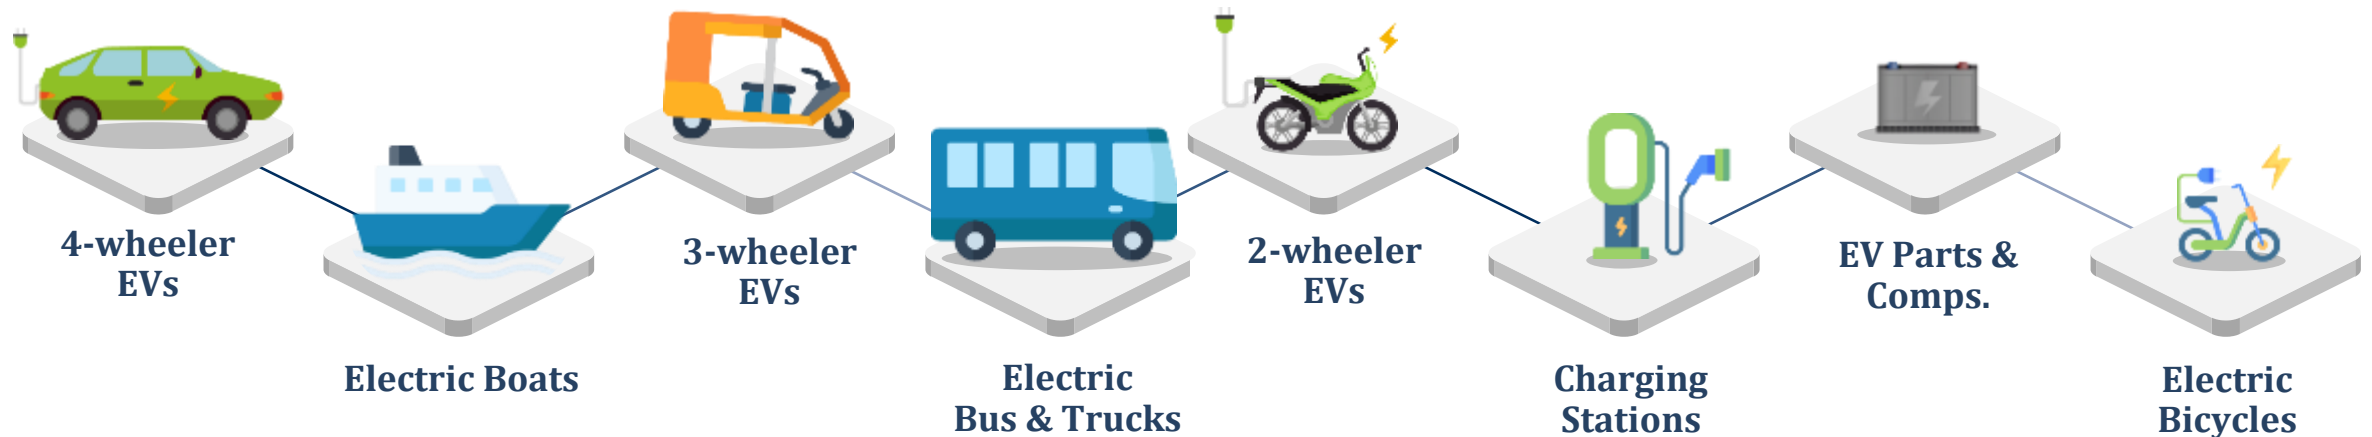 4-wheeler
EVs
Electric Boats
3-wheeler
EVs
Electric
Bus & Trucks
2-wheeler
EVs
Charging
Stations
EV Parts &
Comps.
Electric
Bicycles